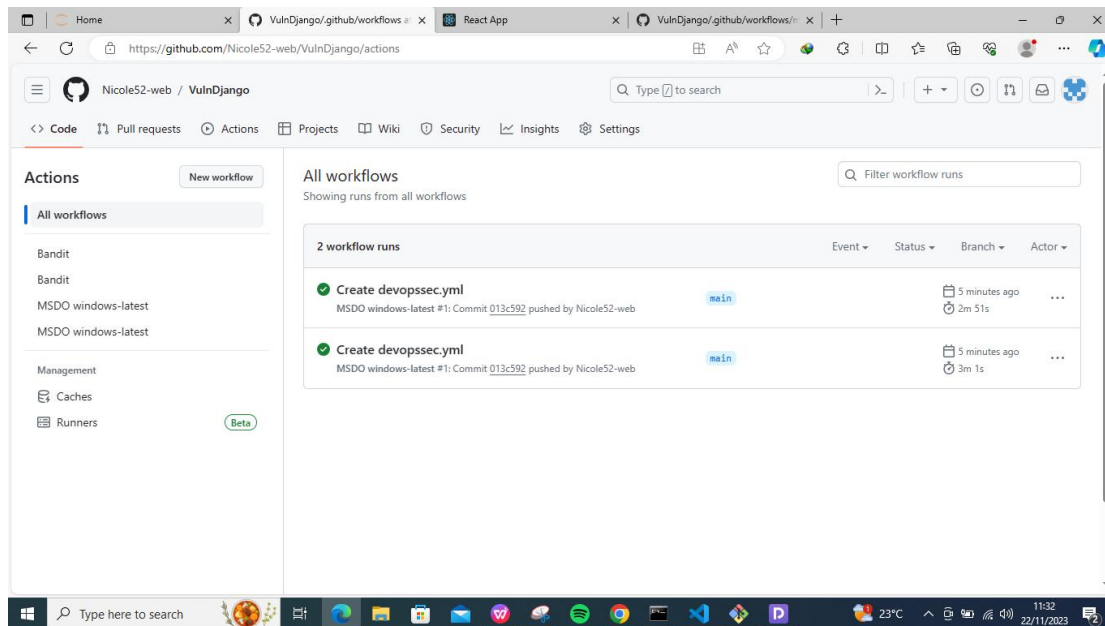 Home
VulnDjango/.github/workflows a
React App
VulnDjango/.github/workflows/n
https://github.com/Nicole52-web/VulnDjango/actions
Nicole52-web / VulnDjango
Type / to search
Code
Pull requests
Actions
Projects
Wiki
Security
Insights
Settings
Actions
New workflow
All workflows
Bandit
Bandit
MSDO windows-latest
MSDO windows-latest
Management
Caches
Runners
Beta
All workflows
Showing runs from all workflows
Filter workflow runs
2 workflow runs
Event
Status
Branch
Actor
Create devopssec.yml
MSDO windows-latest #1: Commit 013c592 pushed by Nicole52-web
main
5 minutes ago
2m 51s
Create devopssec.yml
MSDO windows-latest #1: Commit 013c592 pushed by Nicole52-web
main
5 minutes ago
3m 1s
Type here to search
23°C
11:32
22/11/2023
2